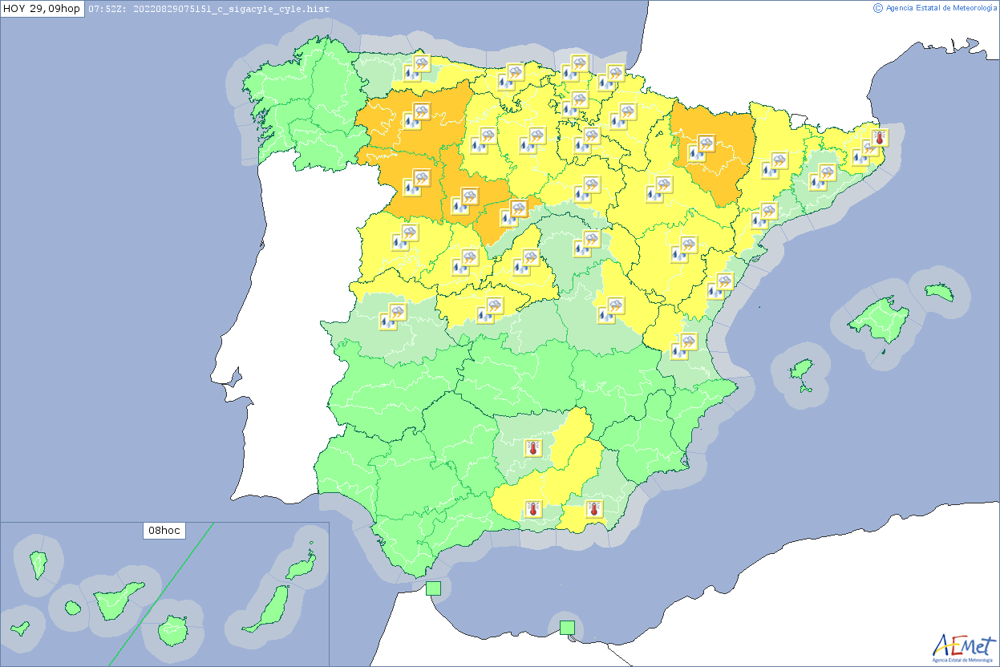 HOY 29,09hop
07:52Z: 20220829075151_c_sigacyle_cyle.hist
© Agencia Estatal de Meteorología
08hoc
AEMet
Agencia Estatal de Meteorología